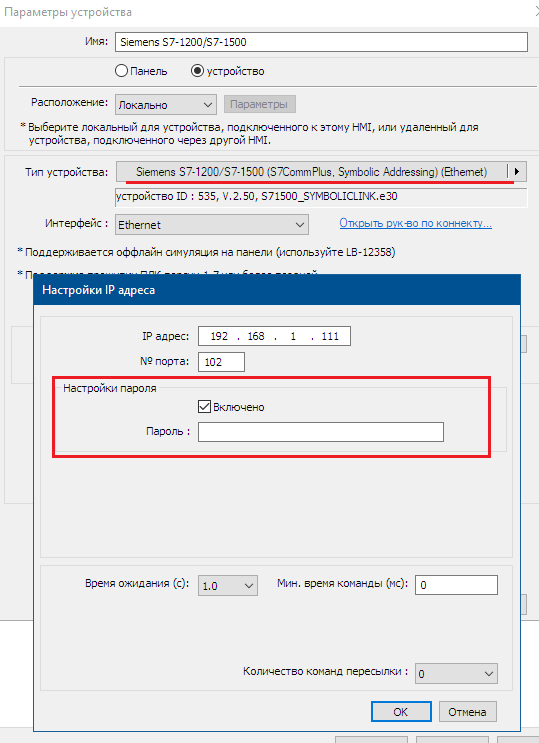 Параметры устройства
Имя: Siemens S7-1200/S7-1500
Панель устройство
Расположение: Локально Параметры
* Выберите локальный для устройства, подключенного к этому HMI, или удаленный для
устройства, подключенного через другой HMI.
Тип устройства: Siemens S7-1200/S7-1500 (S7CommPlus, Symbolic Addressing) (Ethernet)
устройство ID : 535, V.2.50, S71500_SYMBOLICLINK.e30
Интерфейс : Ethernet Открыть рук-во по коннекту...
* Поддерживается оффлайн симуляция на панели (используйте LB-12358)
Настройки IP адреса
IP адрес: 192 . 168 . 1 . 111
№ порта: 102
Настройки пароля
Включено
Пароль :
Время ожидания (с): 1.0 Мин. время команды (мс): 0
Количество команд пересылки : 0
OK Отмена